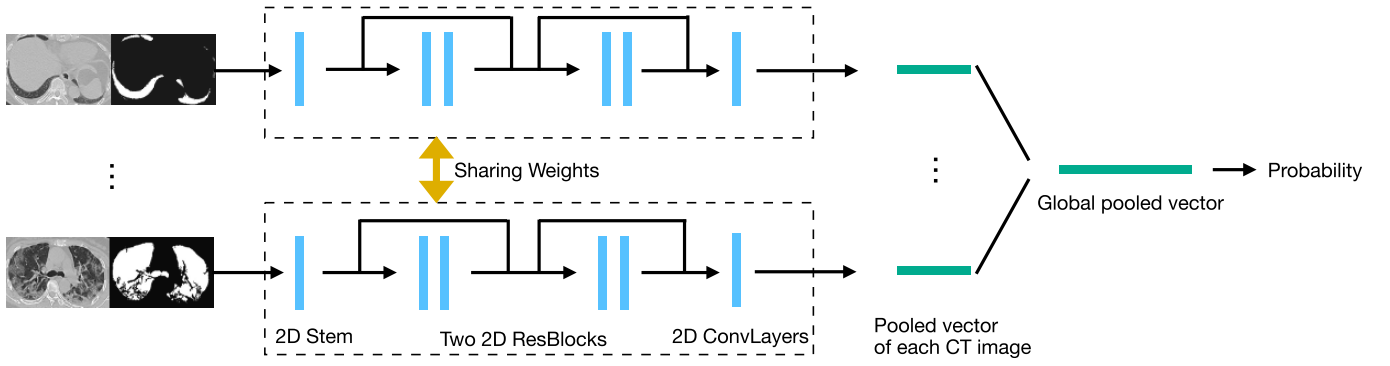 Sharing Weights
Probability
Global pooled vector
2D Stem
Two 2D ResBlocks
2D ConvLayers
Pooled vector
of each CT image